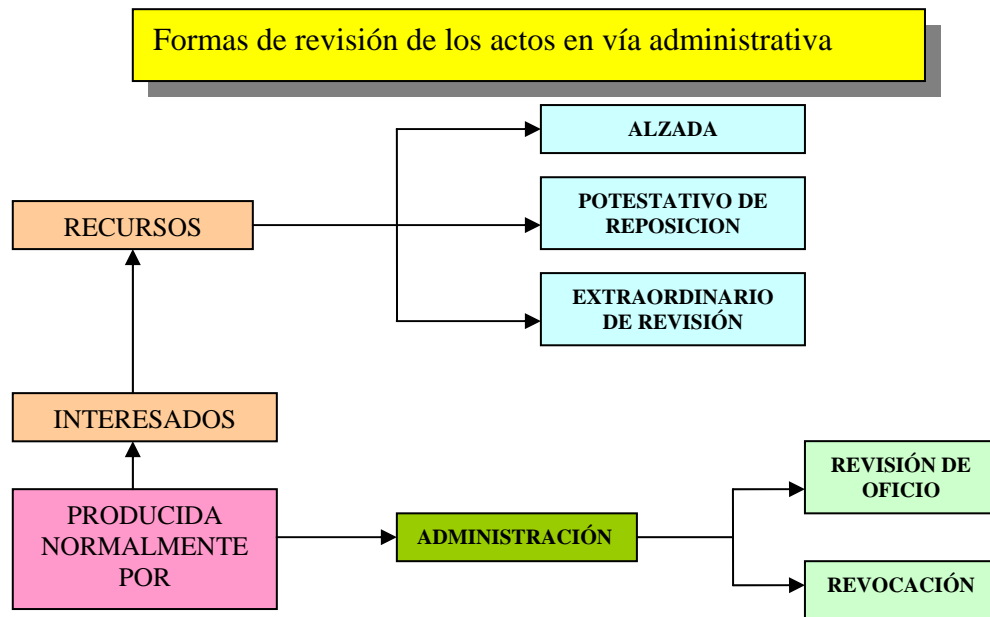 Formas de revisión de los actos en vía administrativa
ALZADA
POTESTATIVO DE
REPOSICION
RECURSOS
EXTRAORDINARIO
DE REVISIÓN
INTERESADOS
REVISIÓN DE
OFICIO
PRODUCIDA
NORMALMENTE
POR
ADMINISTRACIÓN
REVOCACIÓN